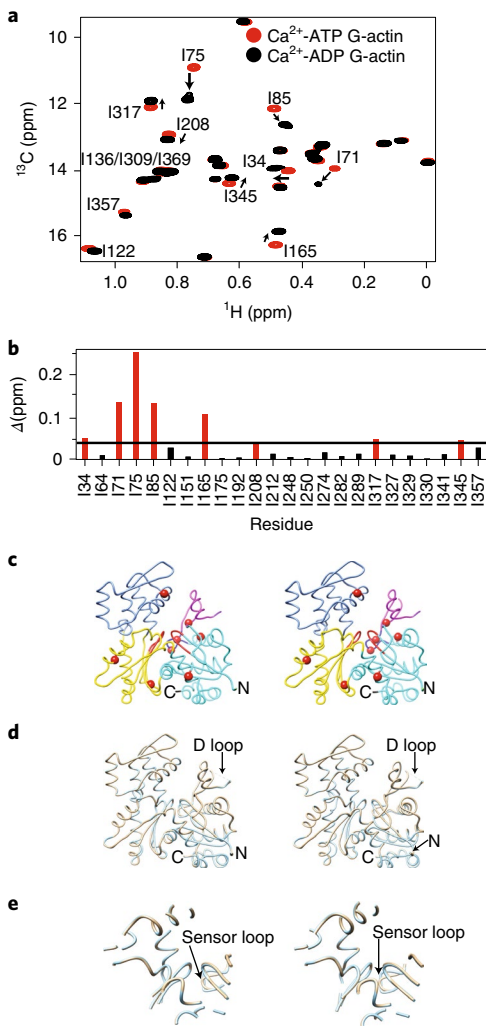 a
10
12
14
16
¹³C (ppm)
Ca²⁺-ATP G-actin
Ca²⁺-ADP G-actin
I75
I317
I85
I208
I136/I309/I369
I34
I71
I345
I357
I122
I165
1.0
0.8
0.6
0.4
0.2
0
¹H (ppm)
b
Δ(ppm)
0.2
0.1
0
I34
I64
I71
I75
I85
I122
I151
I165
I175
I192
I208
I212
I248
I250
I274
I282
I289
I317
I327
I329
I330
I341
I345
I357
Residue
c
C
N
C
N
d
D loop
D loop
C
N
C
N
e
Sensor loop
Sensor loop